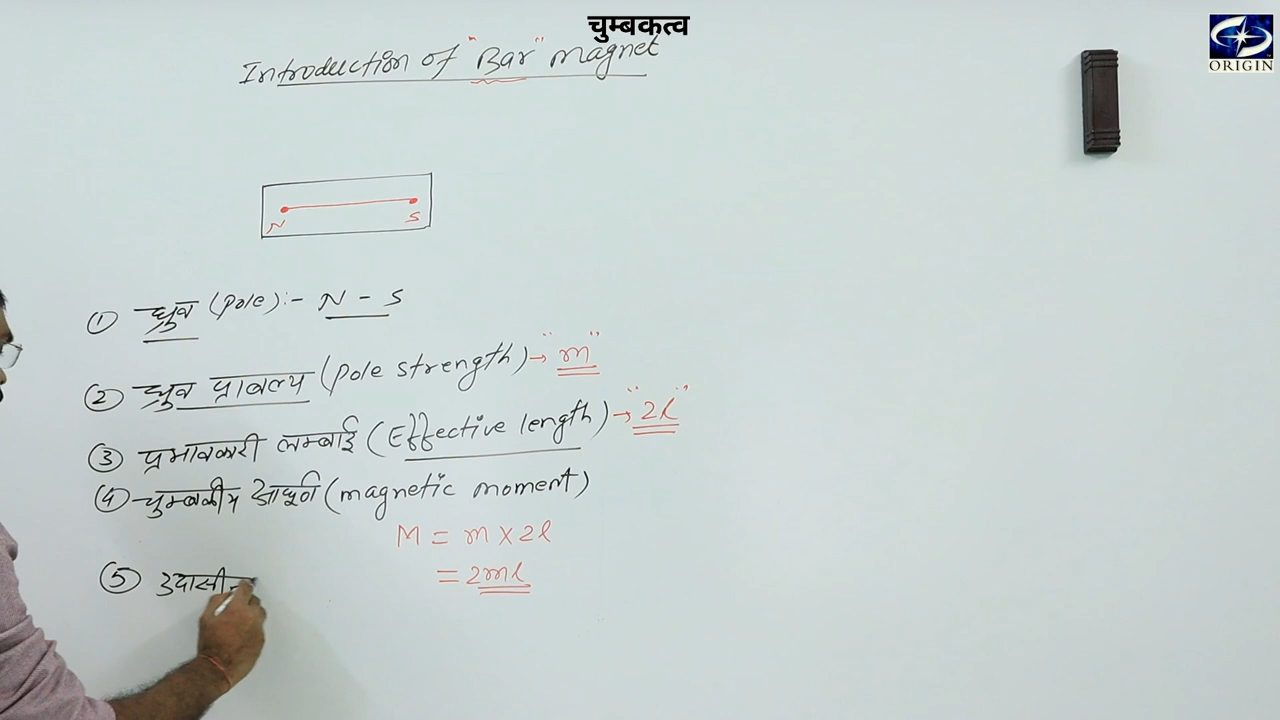 चुम्बकत्व
ORIGIN
Introduction of "Bar" magnet
N S
① ध्रुव (Pole):- N - S
② ध्रुव प्राबल्य (Pole strength) → "m"
③ प्रभावकारी लम्बाई (Effective length) → "2l"
④ चुम्बकीय आघूर्ण (magnetic moment)
M = m × 2l
= 2ml
⑤ उदासीन